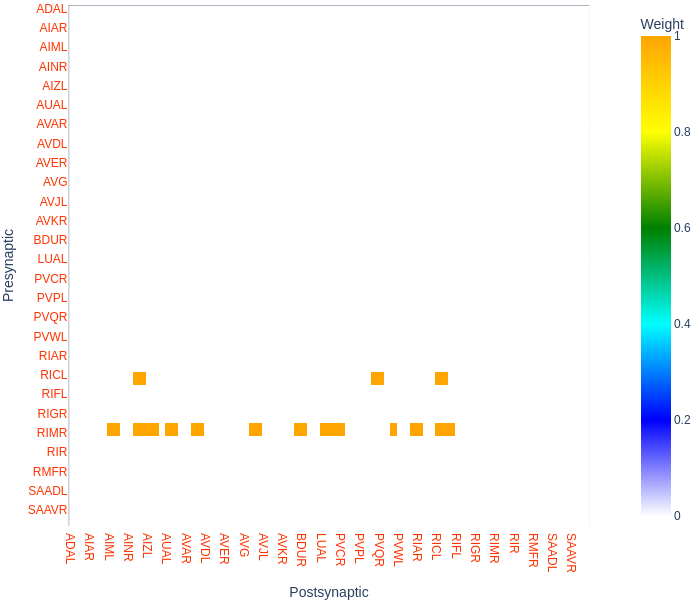 Weight
1
0.8
0.6
0.4
0.2
0
Presynaptic
ADAL
AIAR
AIML
AINR
AIZL
AUAL
AVAR
AVDL
AVER
AVG
AVJL
AVKR
BDUR
LUAL
PVCR
PVPL
PVQR
PVWL
RIAR
RICL
RIFL
RIGR
RIMR
RIR
RMFR
SAADL
SAAVR
ADAL
AIAR
AIML
AINR
AIZL
AUAL
AVAR
AVDL
AVER
AVG
AVJL
AVKR
BDUR
LUAL
PVCR
PVPL
PVQR
PVWL
RIAR
RICL
RIFL
RIGR
RIMR
RIR
RMFR
SAADL
SAAVR
Postsynaptic